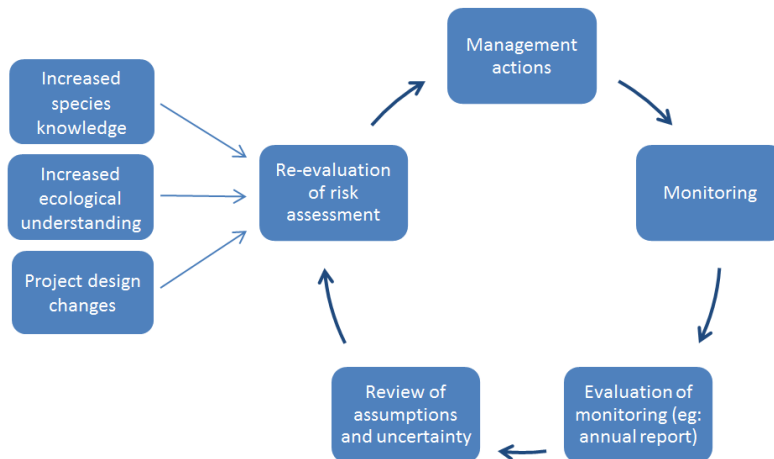 Management
actions
Increased
species
knowledge
Increased
ecological
understanding
Project design
changes
Re-evaluation
of risk
assessment
Monitoring
Evaluation of
monitoring (eg:
annual report)
Review of
assumptions
and uncertainty